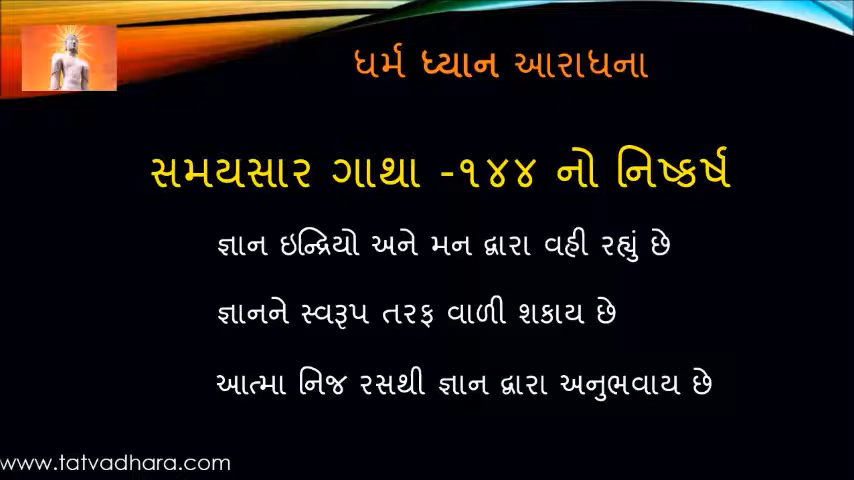 ધર્મ ધ્યાન આરાધના
સમયસાર ગાથા -૧૪૪ નો નિષ્કર્ષ
જ્ઞાન ઇન્દ્રિયો અને મન દ્વારા વહી રહ્યું છે
જ્ઞાનને સ્વરૂપ તરફ વાળી શકાય છે
આત્મા નિજ રસથી જ્ઞાન દ્વારા અનુભવાય છે
www.tatvadhara.com